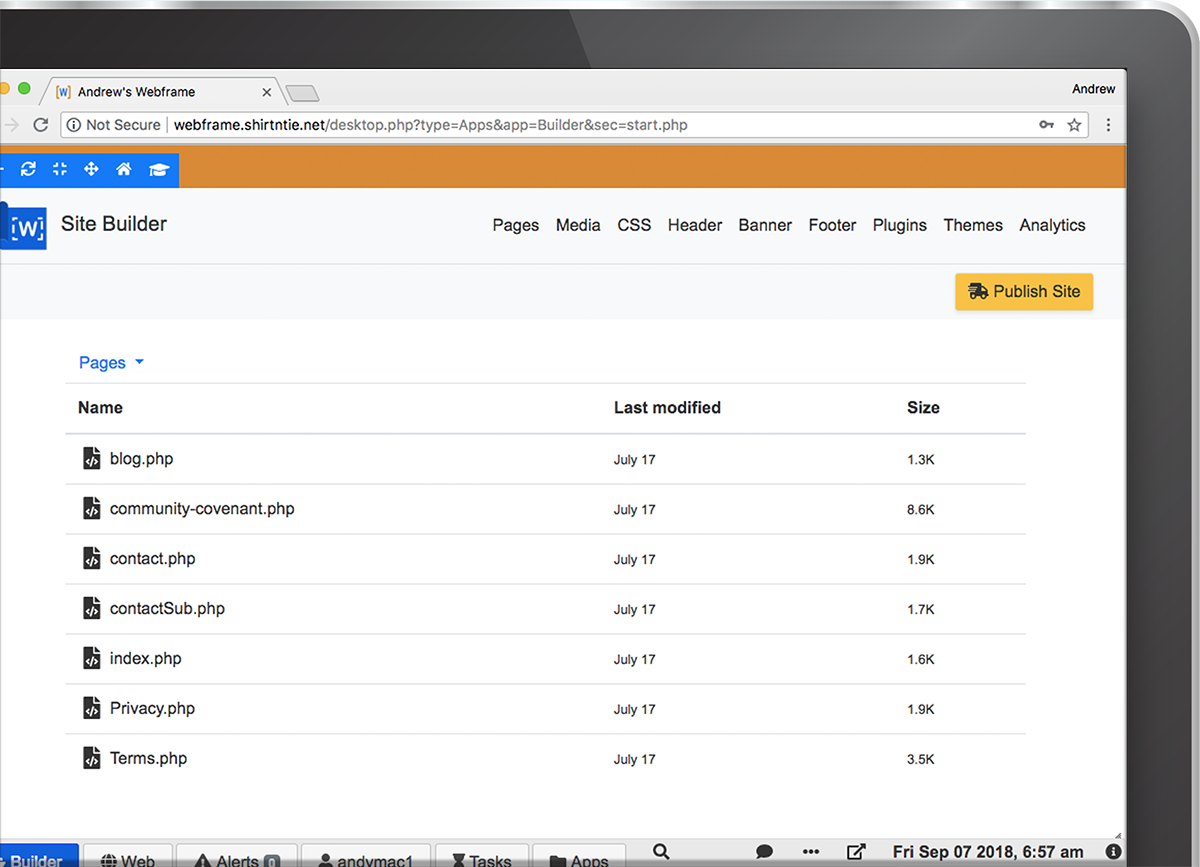 [W] Andrew's Webframe
Andrew
Not Secure webframe.shirtntie.net/desktop.php?type=Apps&app=Builder&sec=start.php
[W] Site Builder Pages Media CSS Header Banner Footer Plugins Themes Analytics
Publish Site
Pages
Name Last modified Size
blog.php July 17 1.3K
community-covenant.php July 17 8.6K
contact.php July 17 1.9K
contactSub.php July 17 1.7K
index.php July 17 1.6K
Privacy.php July 17 1.9K
Terms.php July 17 3.5K
Builder Web Alerts 0 andymac1 Tasks Apps Fri Sep 07 2018, 6:57 am